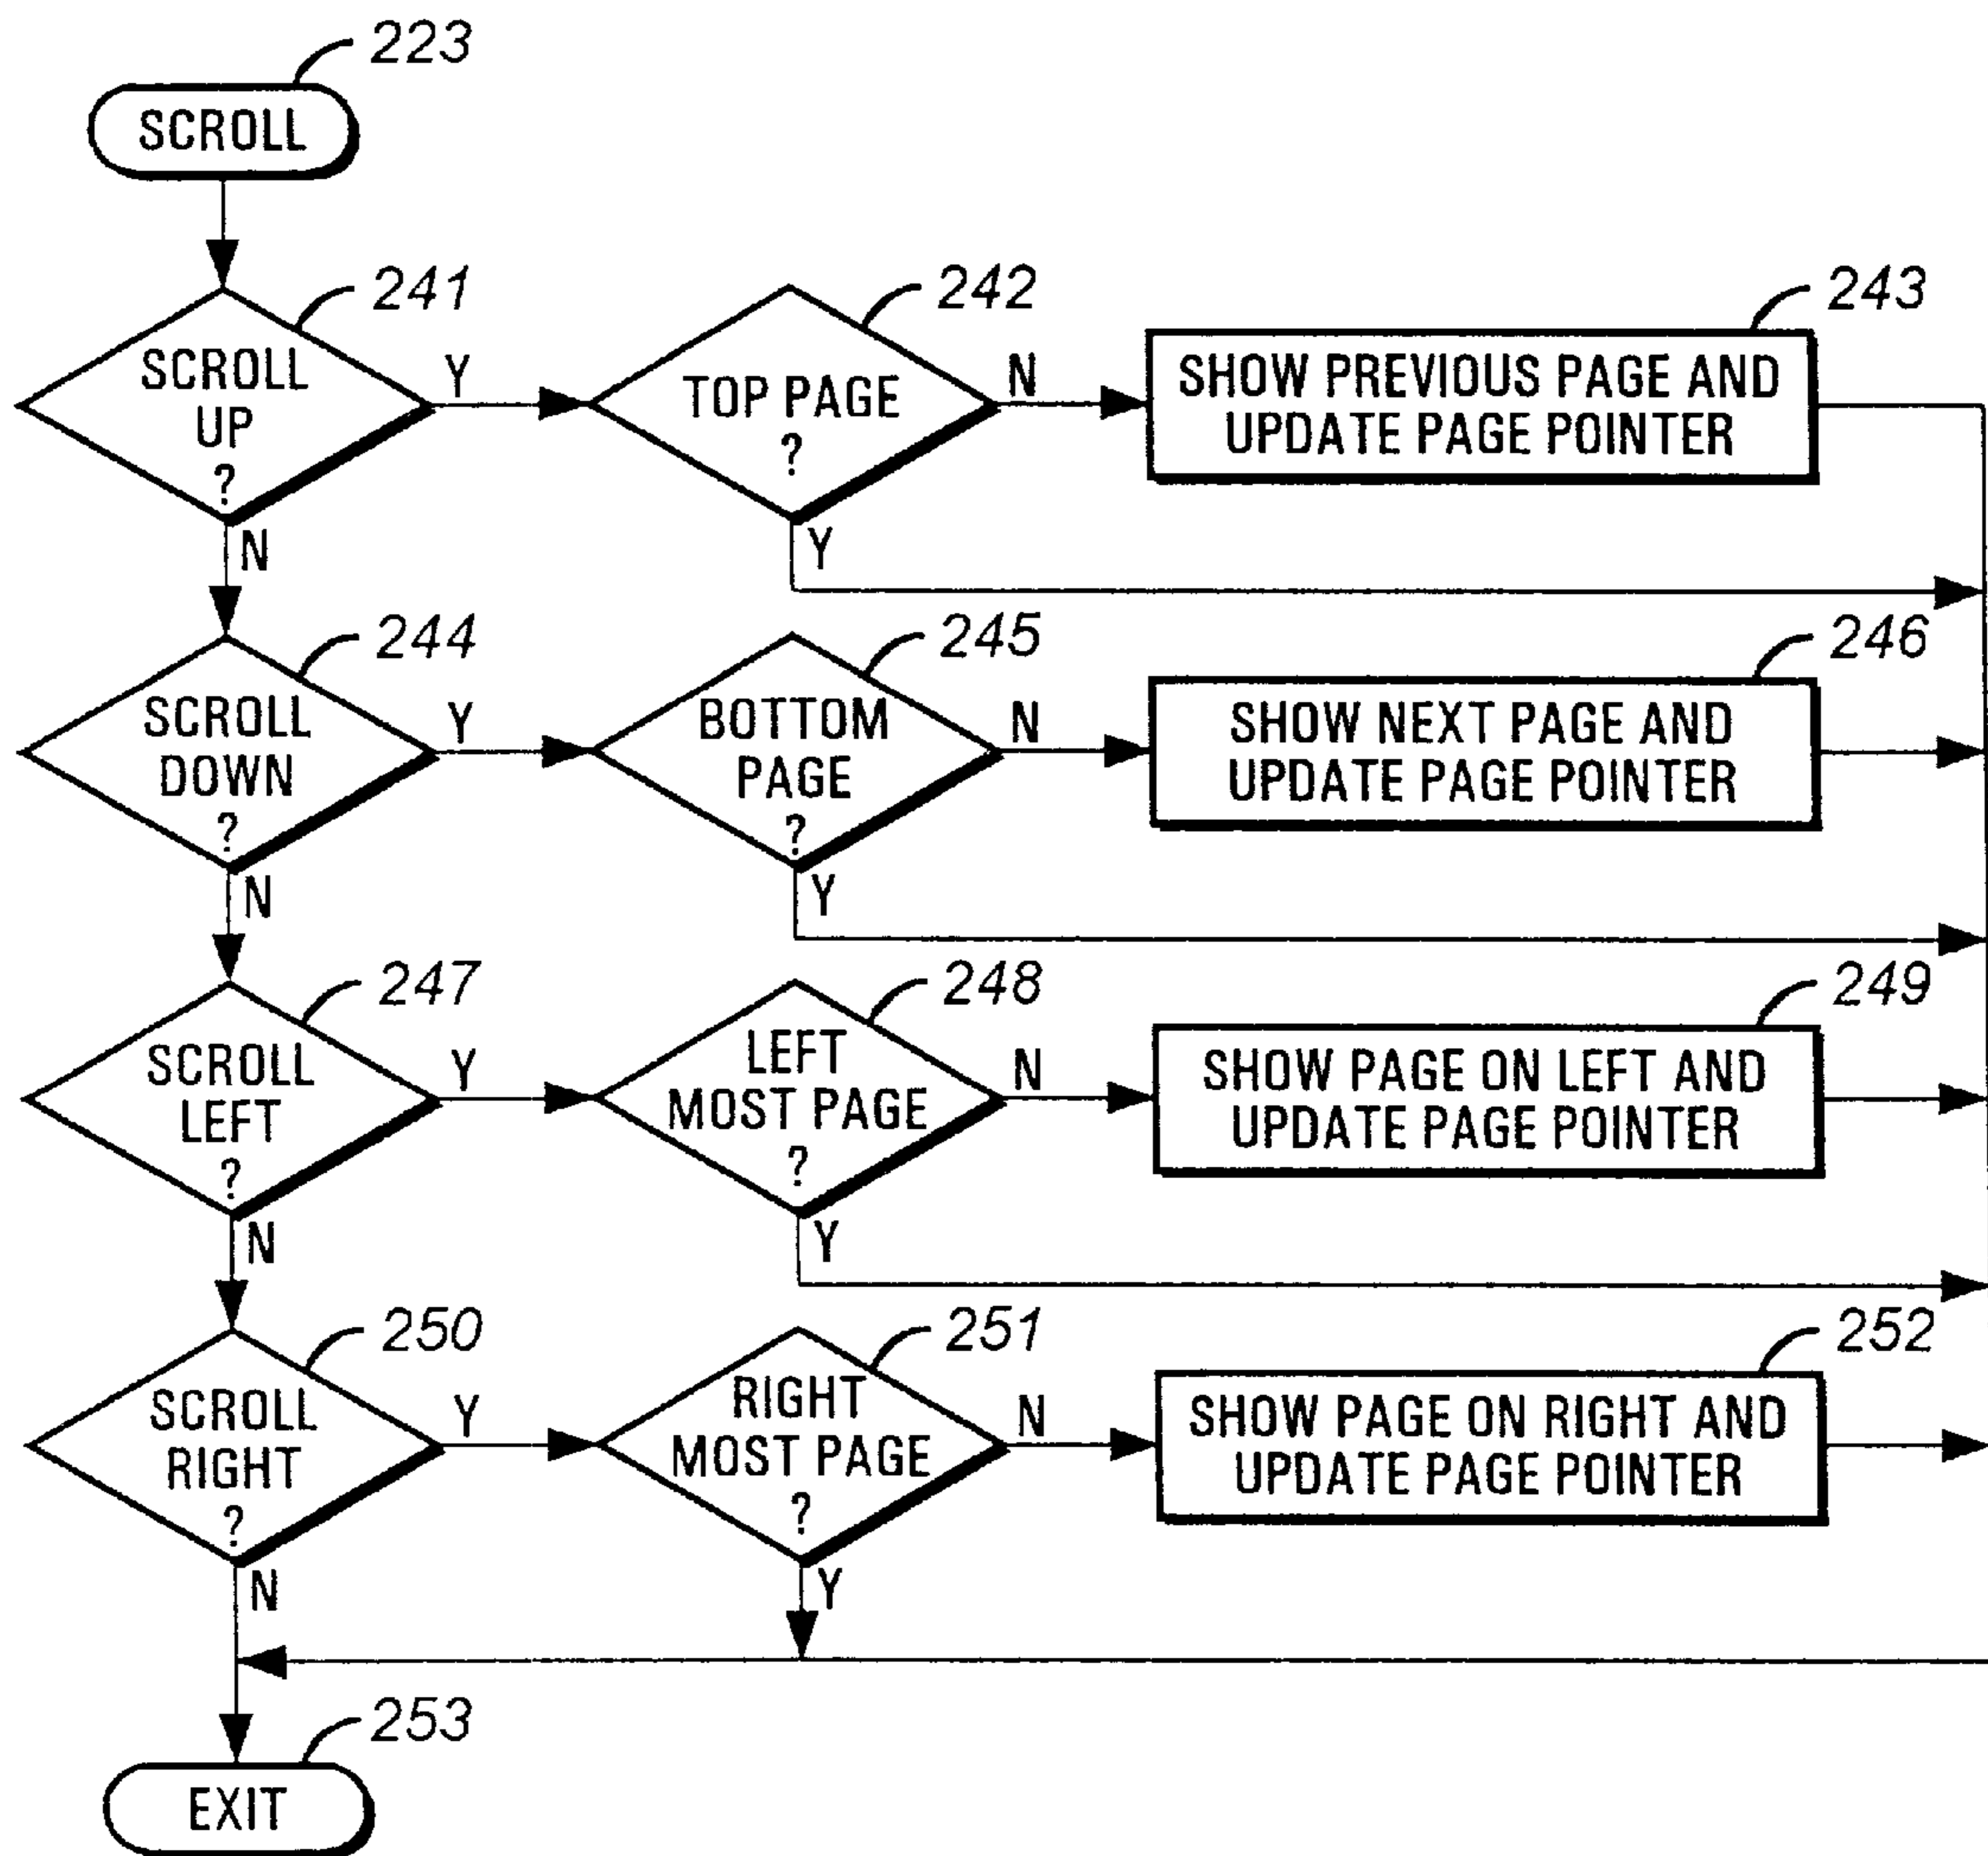 223
SCROLL
241
SCROLL
UP
?
Y
N
242
TOP PAGE
?
N
Y
243
SHOW PREVIOUS PAGE AND
UPDATE PAGE POINTER
244
SCROLL
DOWN
?
Y
N
245
BOTTOM
PAGE
?
N
Y
246
SHOW NEXT PAGE AND
UPDATE PAGE POINTER
247
SCROLL
LEFT
?
Y
N
248
LEFT
MOST PAGE
?
N
Y
249
SHOW PAGE ON LEFT AND
UPDATE PAGE POINTER
250
SCROLL
RIGHT
?
Y
N
251
RIGHT
MOST PAGE
?
N
Y
252
SHOW PAGE ON RIGHT AND
UPDATE PAGE POINTER
253
EXIT